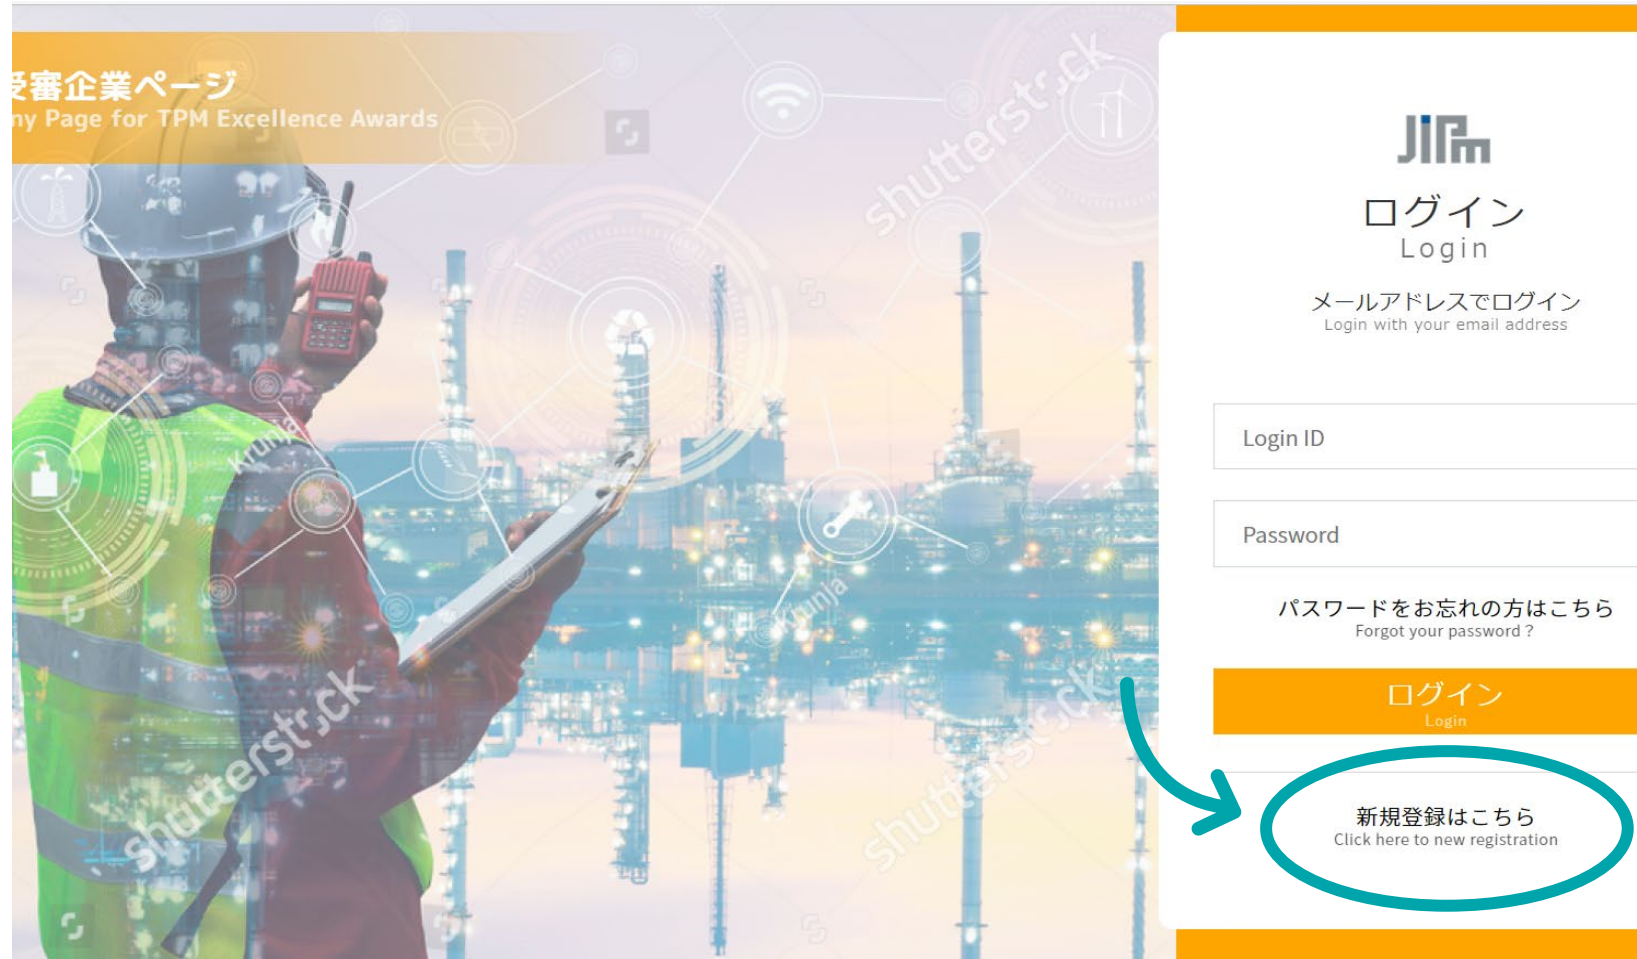 受審企業ページ
ny Page for TPM Excellence Awards
shutterstock
shutterstock
Krunja
Krunja
shutterstock
shutterstock
JIPm
ログイン
Login
メールアドレスでログイン
Login with your email address
Login ID
Password
パスワードをお忘れの方はこちら
Forgot your password ?
ログイン
Login
新規登録はこちら
Click here to new registration